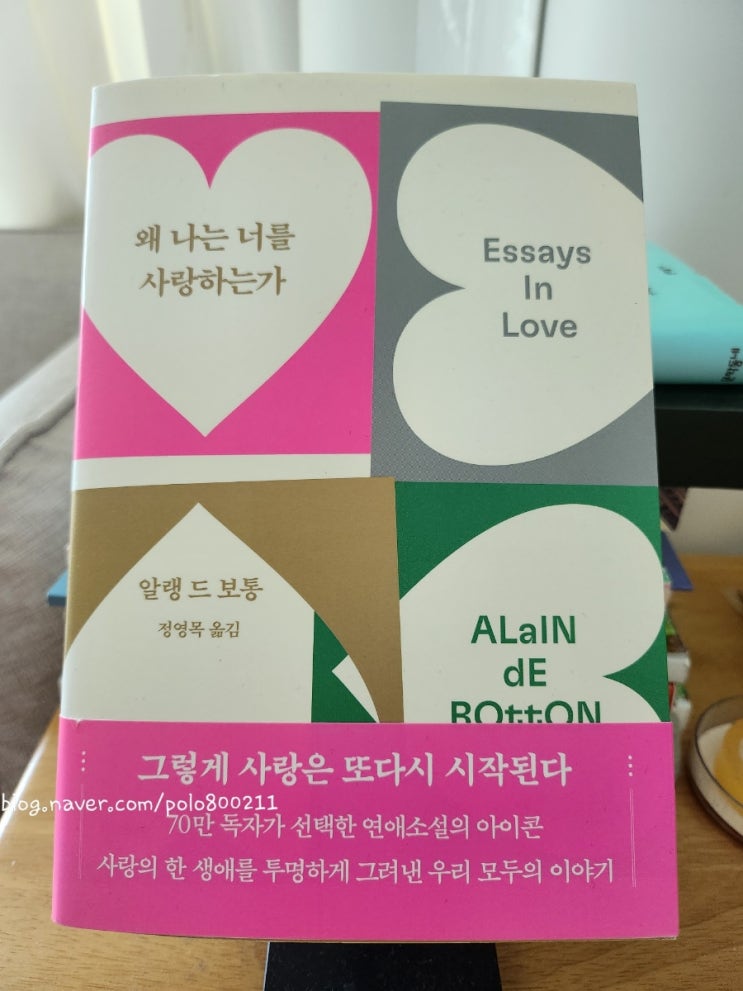 왜 나는 너를
사랑하는가
Essays
In
Love
알랭 드 보통
정영목 옮김
ALaIN
dE
BOttON
그렇게 사랑은 또다시 시작된다
70만 독자가 선택한 연애소설의 아이콘
사랑의 한 생애를 투명하게 그려낸 우리 모두의 이야기
blog.naver.com/polo800211
문학동네